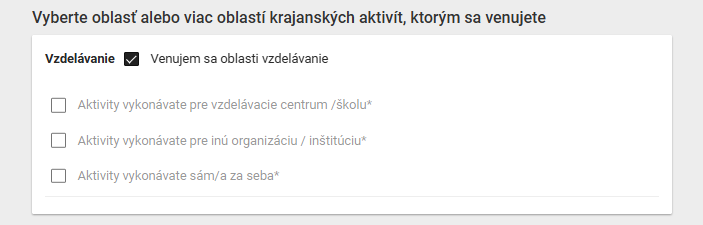 Vyberte oblasť alebo viac oblastí krajanských aktivít, ktorým sa venujete
Vzdelávanie Venujem sa oblasti vzdelávanie
Aktivity vykonávate pre vzdelávacie centrum /školu*
Aktivity vykonávate pre inú organizáciu / inštitúciu*
Aktivity vykonávate sám/a za seba*